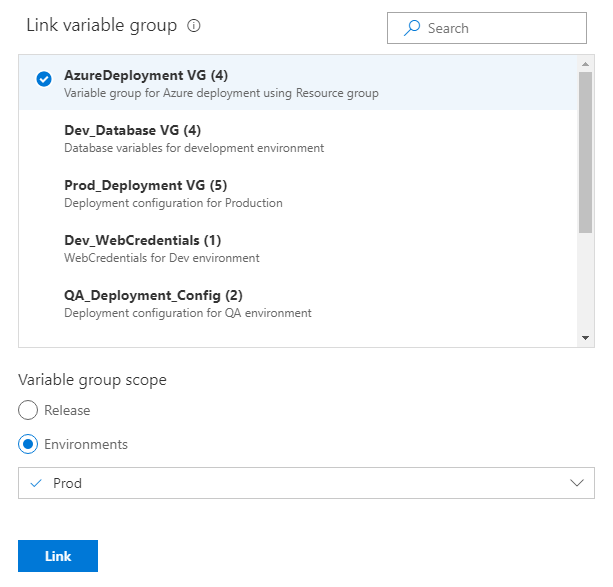 Link variable group
Search
AzureDeployment VG (4)
Variable group for Azure deployment using Resource group
Dev_Database VG (4)
Database variables for development environment
Prod_Deployment VG (5)
Deployment configuration for Production
Dev_WebCredentials (1)
WebCredentials for Dev environment
QA_Deployment_Config (2)
Deployment configuration for QA environment
Variable group scope
Release
Environments
Prod
Link